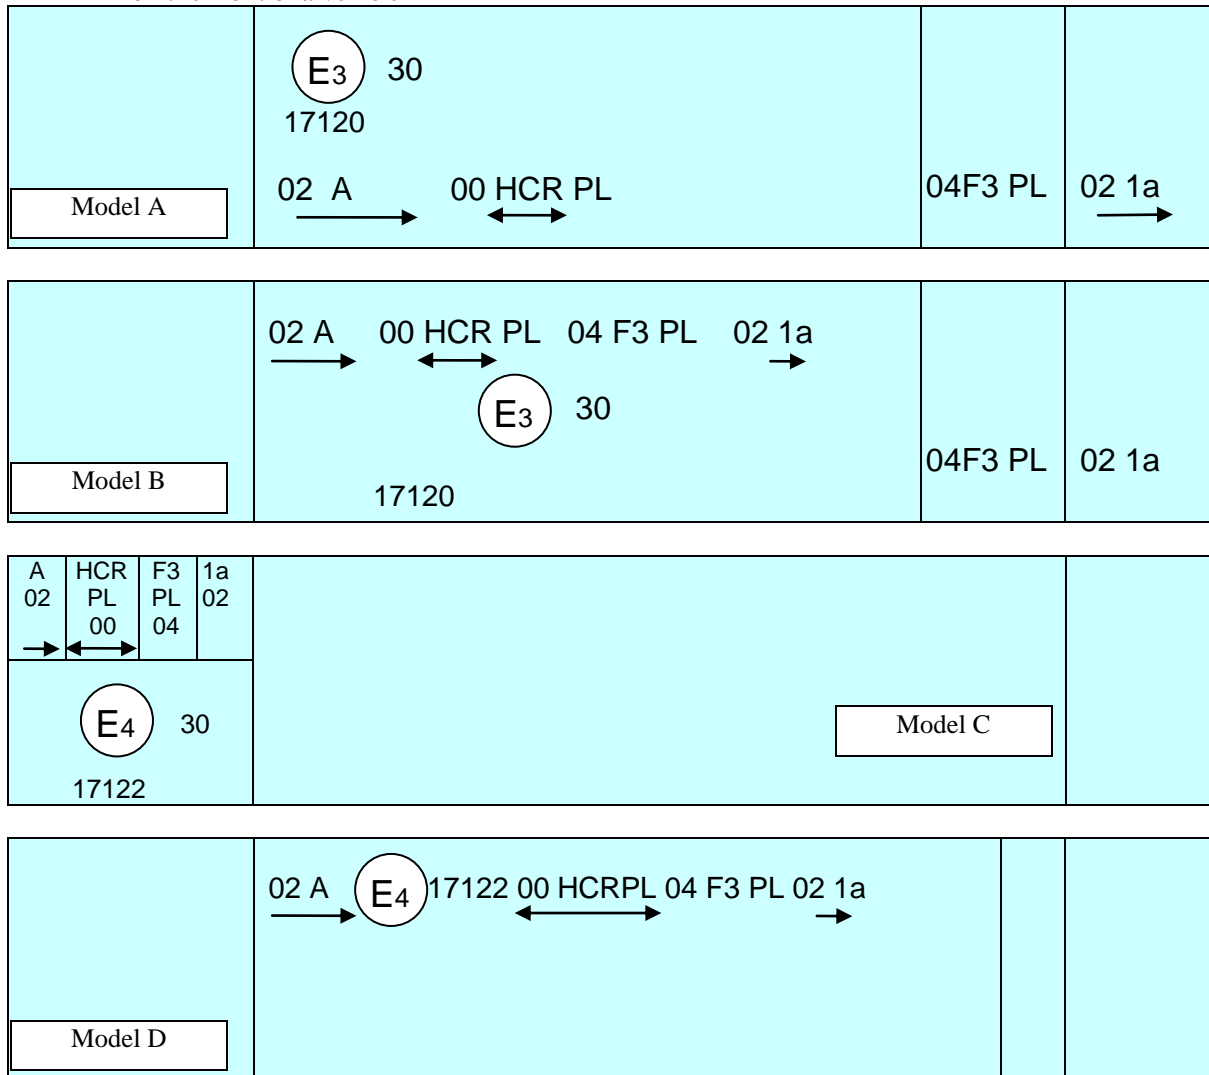 E3 30
17120
02 A 00 HCR PL 04F3 PL 02 1a
Model A
02 A 00 HCR PL 04 F3 PL 02 1a
E3 30
04F3 PL 02 1a
Model B
17120
A HCR F3 1a
02 PL PL 02
00 04
E4 30
Model C
17122
02 A E4 17122 00 HCRPL 04 F3 PL 02 1a
Model D